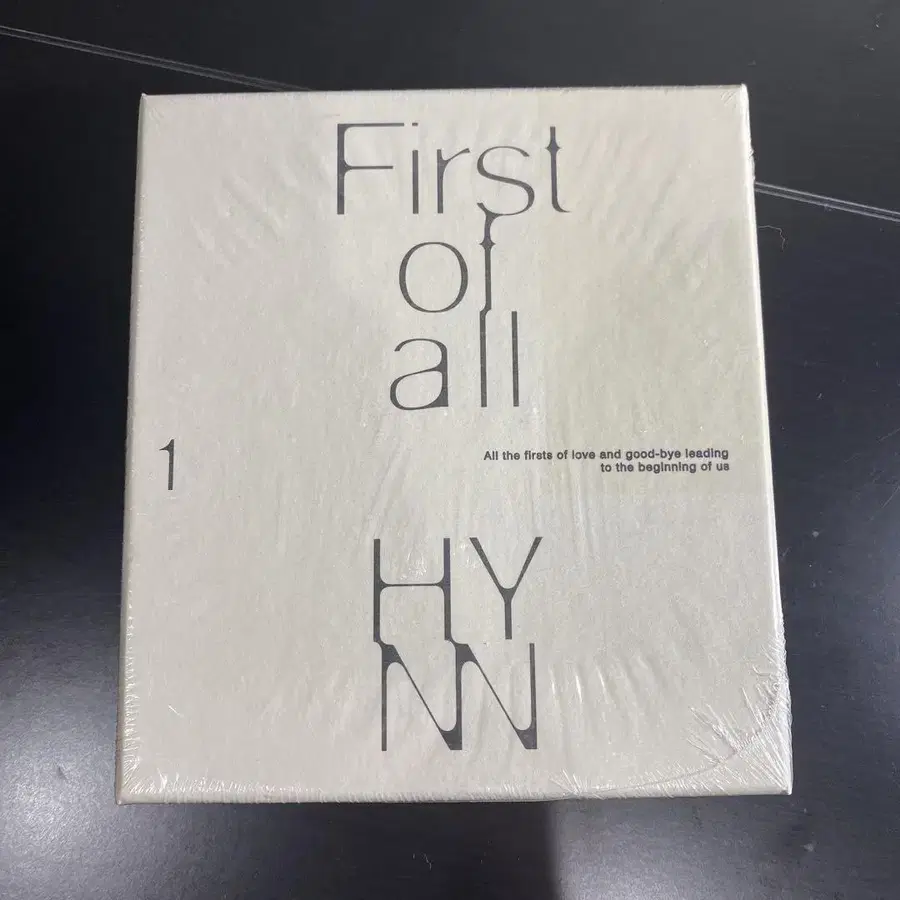 First
of
all
1
All the firsts of love and good-bye leading
to the beginning of us
HY
NN